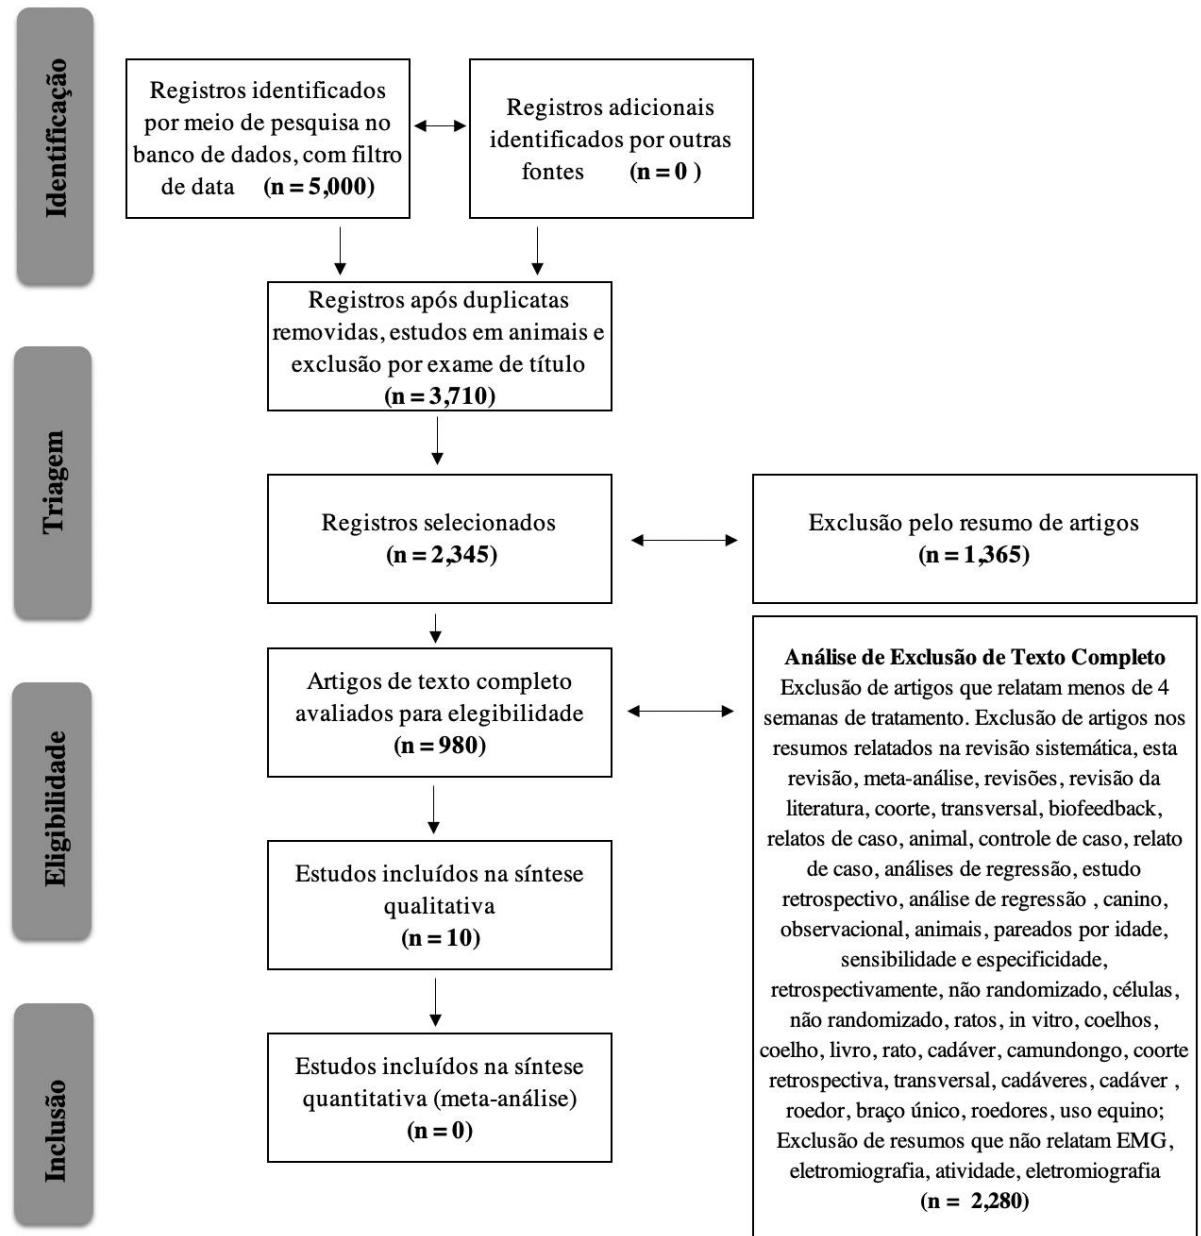 Identificação
Registros identificados
por meio de pesquisa no
banco de dados, com filtro
de data (n = 5,000)
Registros adicionais
identificados por outras
fontes (n = 0 )
Registros após duplicatas
removidas, estudos em animais e
exclusão por exame de título
(n = 3,710)
Triagem
Registros selecionados
(n = 2,345)
Exclusão pelo resumo de artigos
(n = 1,365)
Eligibilidade
Artigos de texto completo
avaliados para elegibilidade
(n = 980)
Análise de Exclusão de Texto Completo
Exclusão de artigos que relatam menos de 4
semanas de tratamento. Exclusão de artigos nos
resumos relatados na revisão sistemática, esta
revisão, meta-análise, revisões, revisão da
literatura, coorte, transversal, biofeedback,
relatos de caso, animal, controle de caso, relato
de caso, análises de regressão, estudo
retrospectivo, análise de regressão , canino,
observacional, animais, pareados por idade,
sensibilidade e especificidade,
retrospectivamente, não randomizado, células,
não randomizado, ratos, in vitro, coelhos,
coelho, livro, rato, cadáver, camundongo, coorte
retrospectiva, transversal, cadáveres, cadáver ,
roedor, braço único, roedores, uso equino;
Exclusão de resumos que não relatam EMG,
eletromiografia, atividade, eletromiografia
(n = 2,280)
Estudos incluídos na síntese
qualitativa
(n = 10)
Inclusão
Estudos incluídos na síntese
quantitativa (meta-análise)
(n = 0)